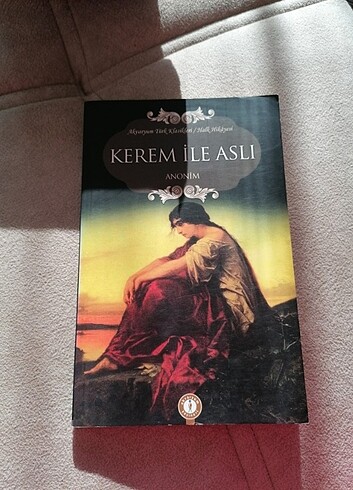 Akvaryum Türk Klasikleri / Halk Hikâyesi
KEREM İLE ASLI
ANONİM